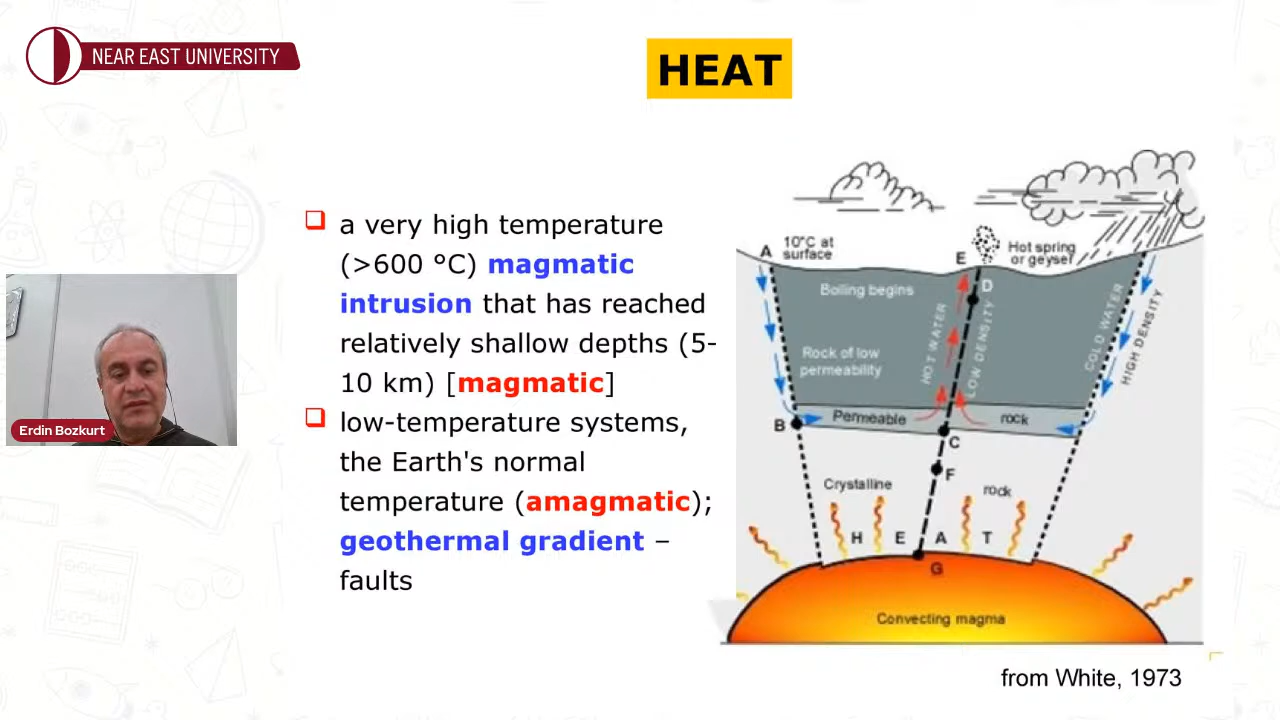 NEAR EAST UNIVERSITY
HEAT
❑ a very high temperature
(>600 °C) magmatic
intrusion that has reached
relatively shallow depths (5-
10 km) [magmatic]
❑ low-temperature systems,
the Earth's normal
temperature (amagmatic);
geothermal gradient –
faults
Erdin Bozkurt
A
10°C at
surface
E
Hot spring
or geyser
D
Boiling begins
HOT WATER
LOW DENSITY
COLD WATER
HIGH DENSITY
Rock of low
permeability
B
Permeable rock
C
F
Crystalline rock
H E A T
G
Convecting magma
from White, 1973